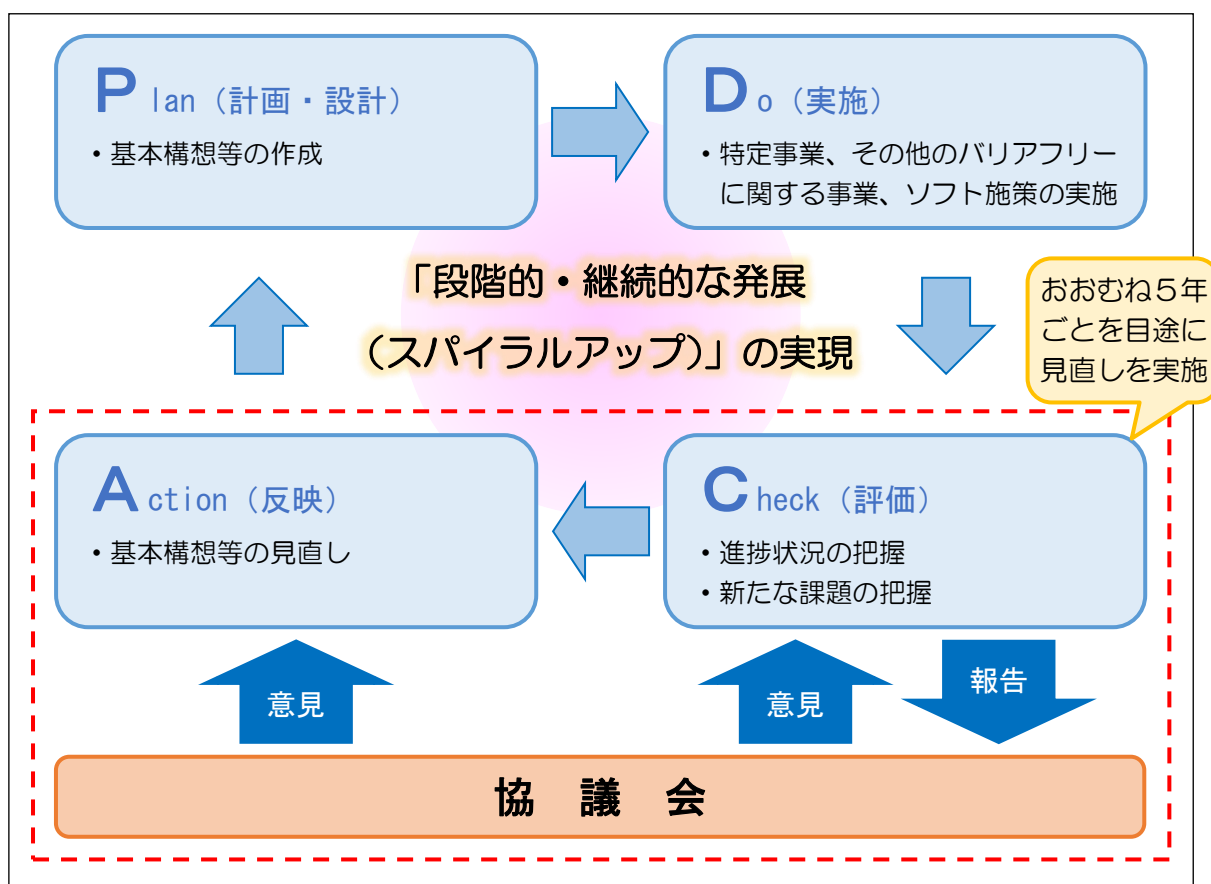 Plan（計画・設計）
・基本構想等の作成
Do（実施）
・特定事業、その他のバリアフリー
に関する事業、ソフト施策の実施
「段階的・継続的な発展
（スパイラルアップ）」の実現
おおむね５年
ごとを目途に
見直しを実施
Action（反映）
・基本構想等の見直し
Check（評価）
・進捗状況の把握
・新たな課題の把握
意見
意見
報告
協　議　会